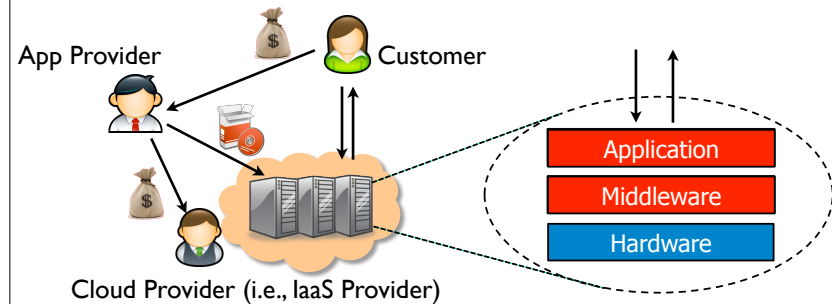 $
App Provider
Customer
$
Application
Middleware
Hardware
Cloud Provider (i.e., IaaS Provider)